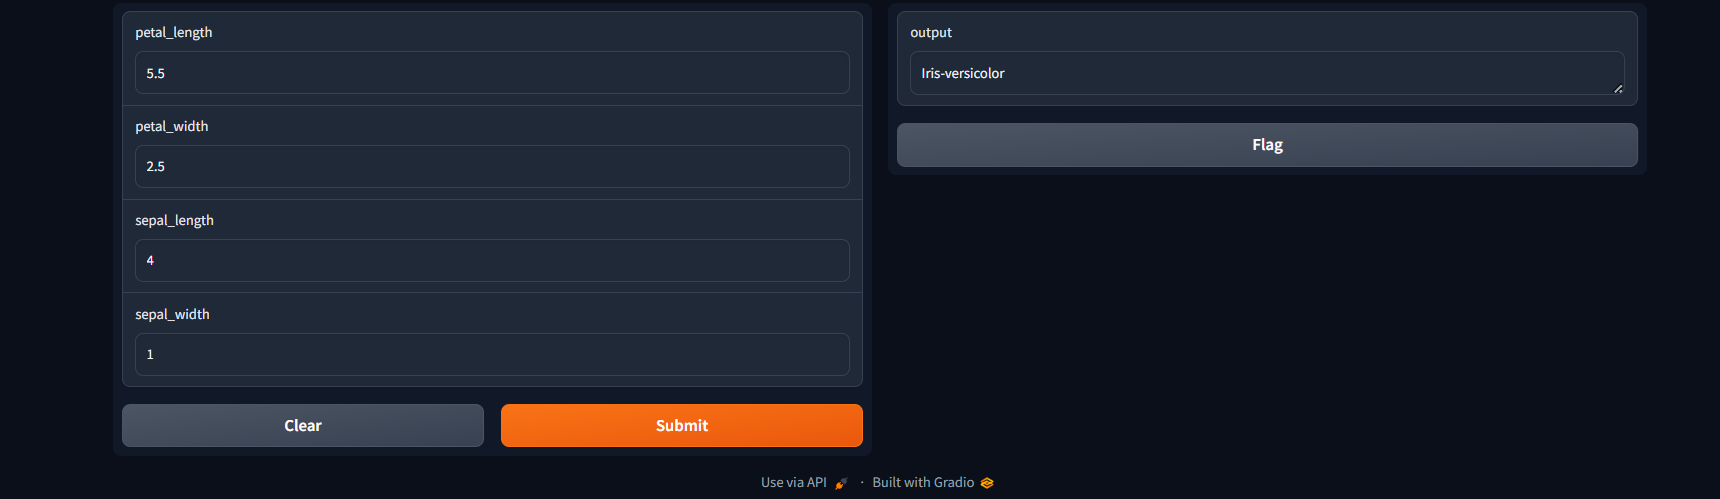 petal_length
5.5
petal_width
2.5
sepal_length
4
sepal_width
1
Clear
Submit
output
Iris-versicolor
Flag
Use via API · Built with Gradio